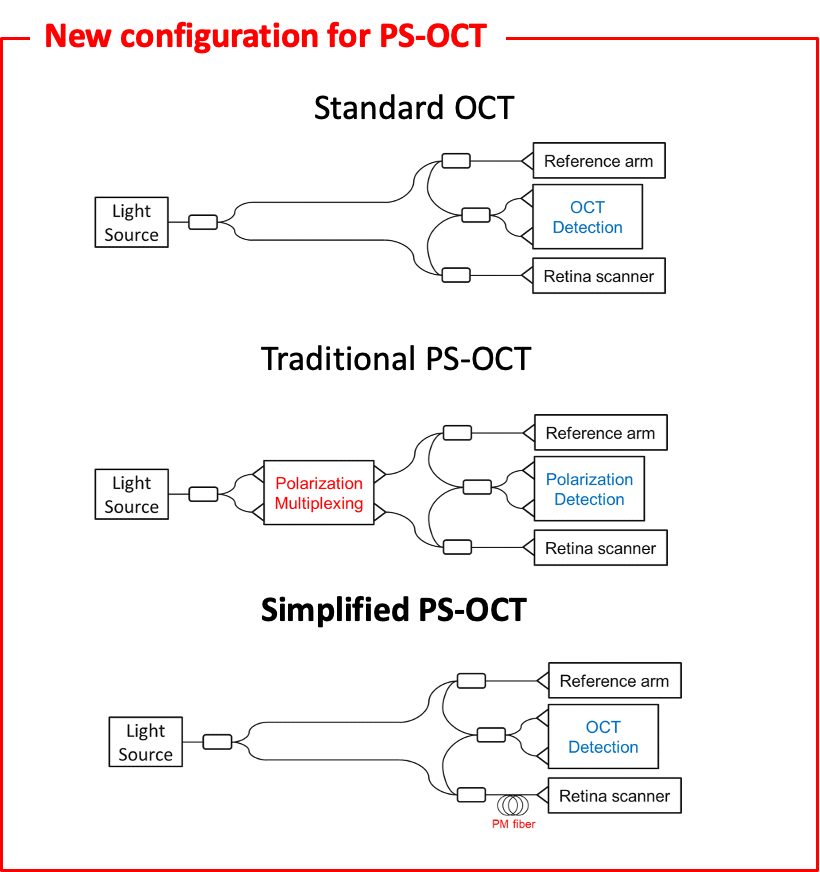 New configuration for PS-OCT
Standard OCT
Light
Source
Reference arm
OCT
Detection
Retina scanner
Traditional PS-OCT
Light
Source
Polarization
Multiplexing
Reference arm
Polarization
Detection
Retina scanner
Simplified PS-OCT
Light
Source
Reference arm
OCT
Detection
Retina scanner
PM fiber